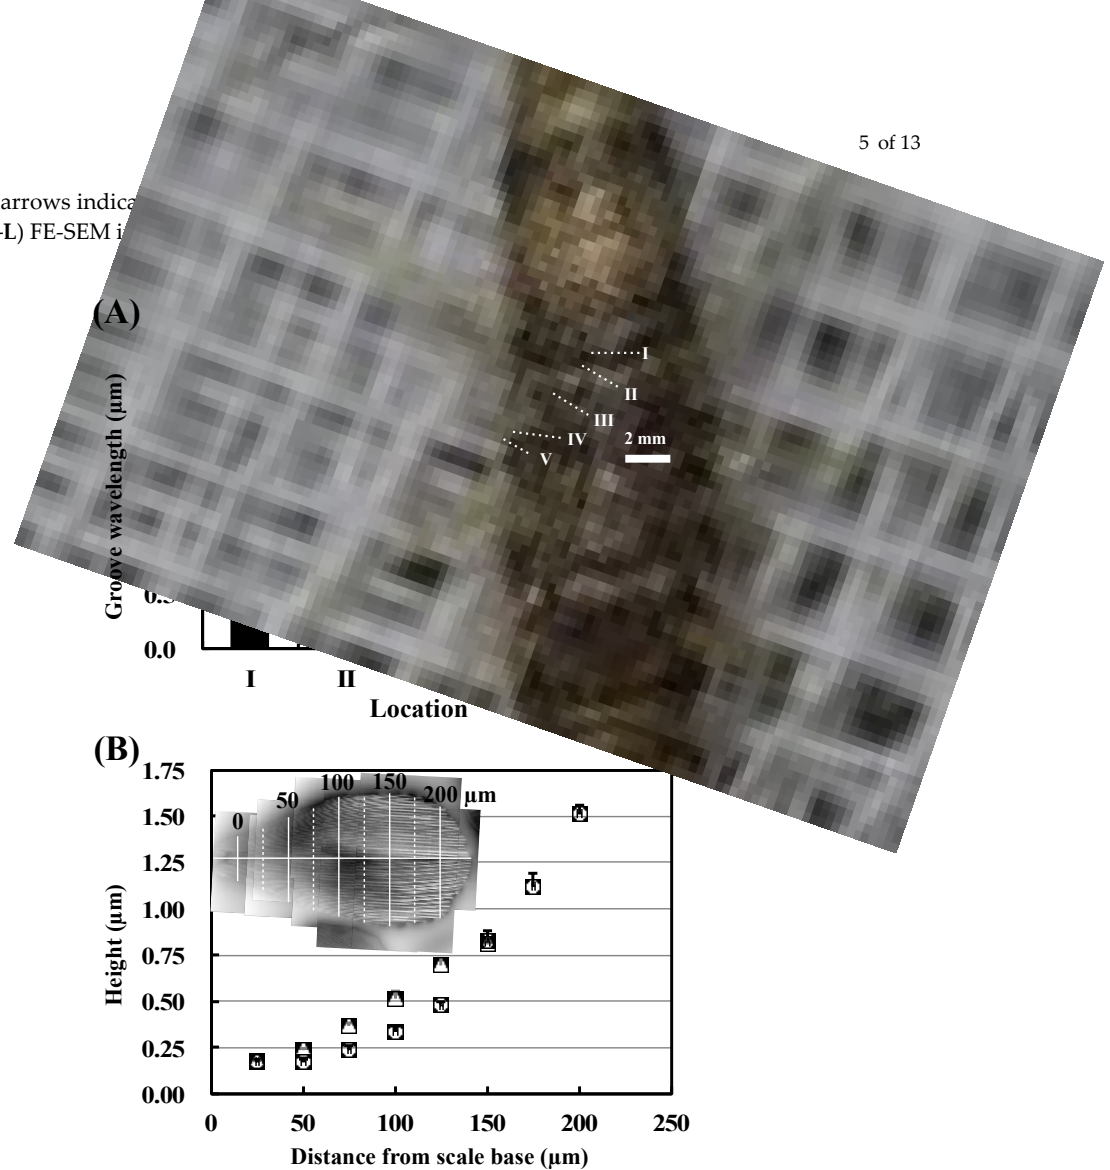 5 of 13
arrows indica
-L) FE-SEM i
(A)
Groove wavelength (µm)
I
II
III
IV
V
2 mm
0.0
I II
Location
(B)
Height (µm)
1.75
1.50
1.25
1.00
0.75
0.50
0.25
0.00
0 50 100 150 200 µm
0 50 100 150 200 250
Distance from scale base (µm)